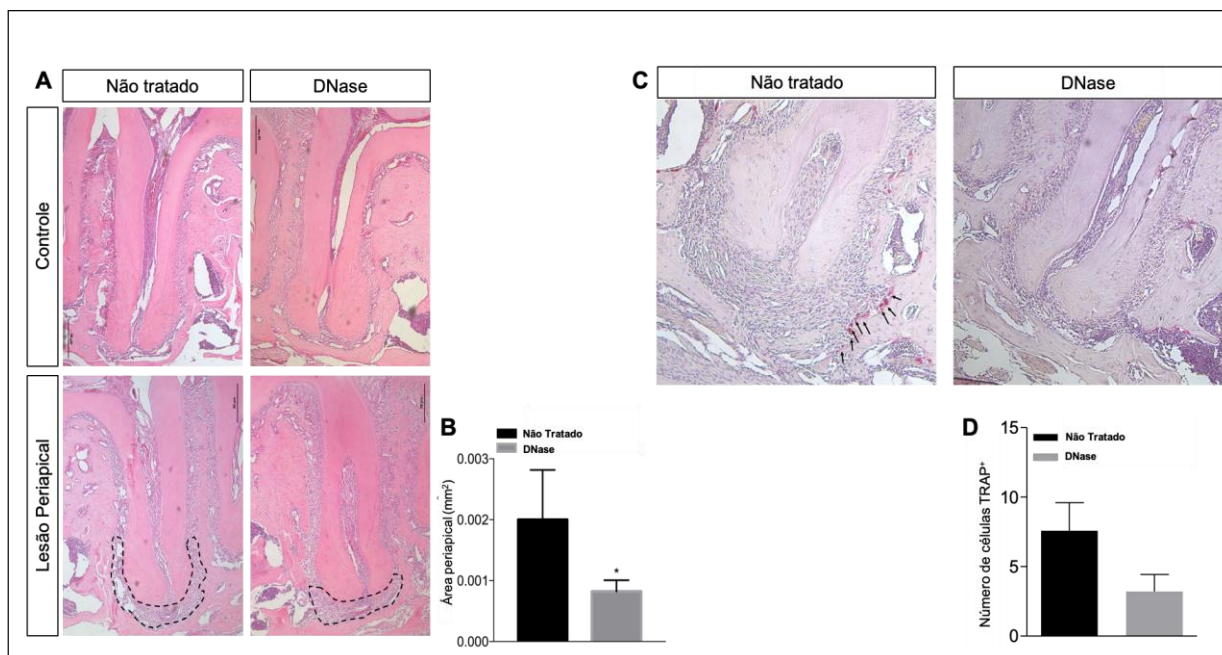 A
Não tratado
DNase
Controle
Lesão Periapical
B
Não Tratado
DNase
Área periapical (mm²)
0.003
0.002
0.001
0.000
*
C
Não tratado
DNase
D
Não Tratado
DNase
Número de células TRAP⁺
15
10
5
0